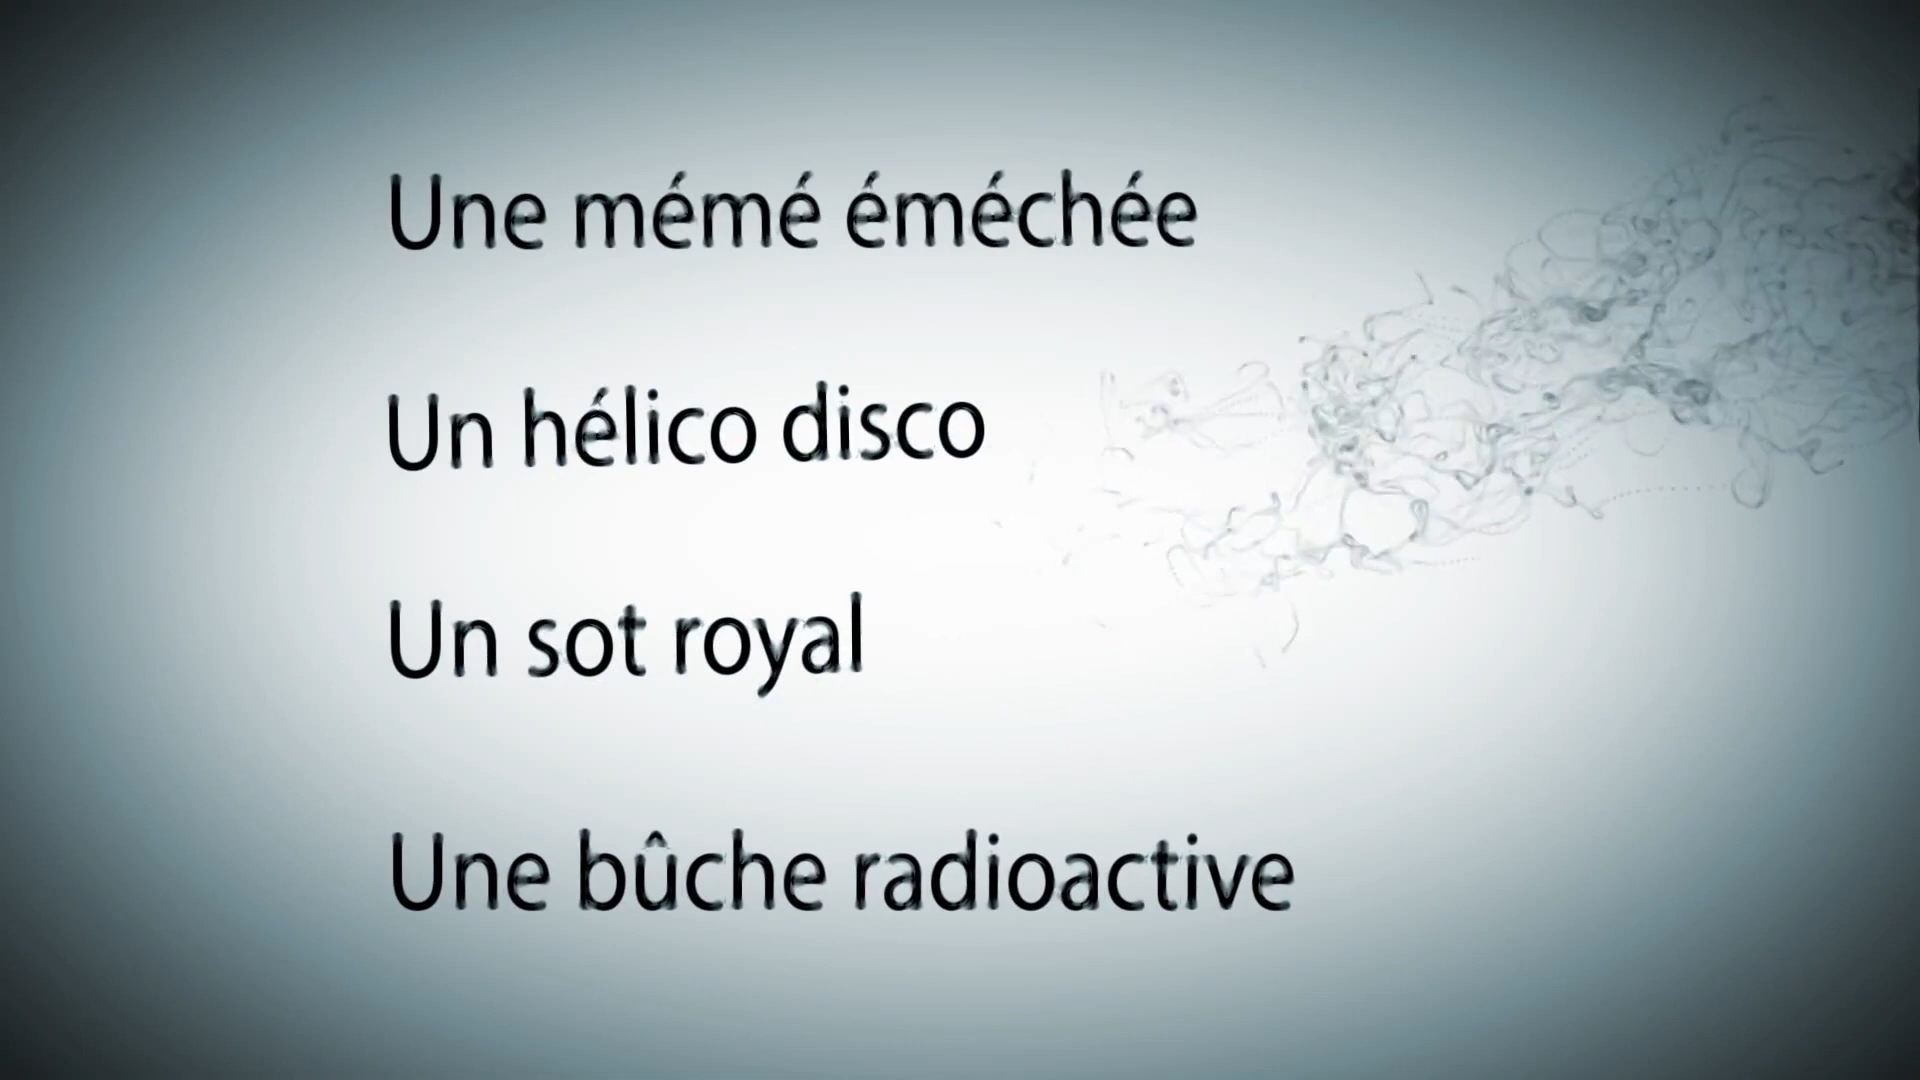 Une mémé éméchée
Un hélico disco
Un sot royal
Une bûche radioactive